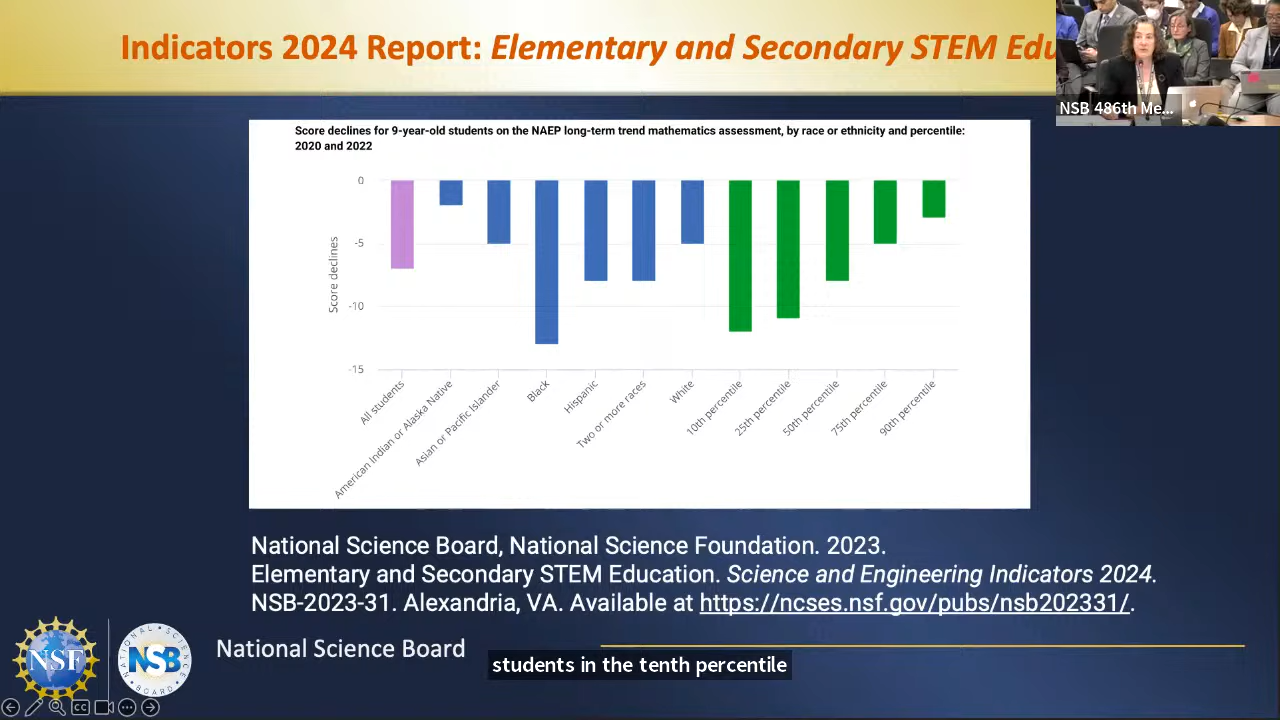 Indicators 2024 Report: Elementary and Secondary STEM Edu
NSB 486th Me...
Score declines for 9-year-old students on the NAEP long-term trend mathematics assessment, by race or ethnicity and percentile:
2020 and 2022
Score declines
0
-5
-10
-15
All students
American Indian or Alaska Native
Asian or Pacific Islander
Black
Hispanic
Two or more races
White
10th percentile
25th percentile
50th percentile
75th percentile
90th percentile
National Science Board, National Science Foundation. 2023.
Elementary and Secondary STEM Education. Science and Engineering Indicators 2024.
NSB-2023-31. Alexandria, VA. Available at https://ncses.nsf.gov/pubs/nsb202331/.
NSF
NATIONAL SCIENCE
NSB
BOARD
National Science Board
students in the tenth percentile
CC